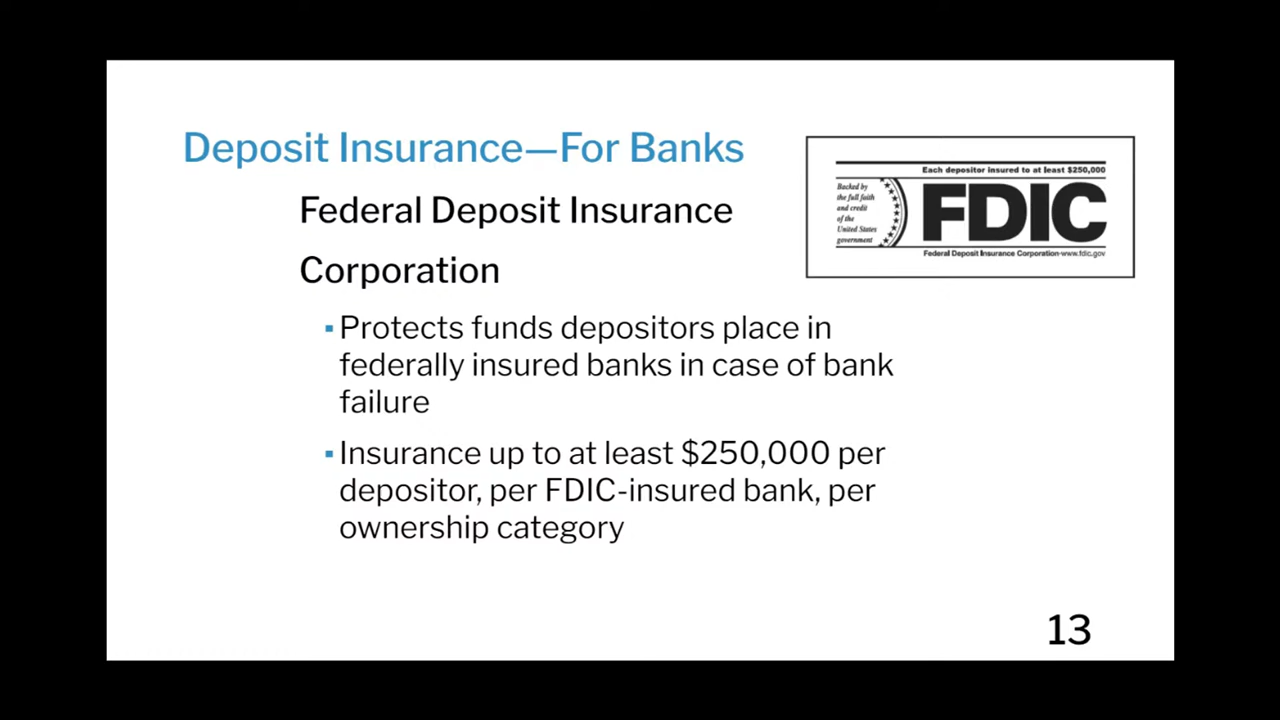 Deposit Insurance—For Banks
Federal Deposit Insurance
Corporation
▪Protects funds depositors place in
federally insured banks in case of bank
failure
▪Insurance up to at least $250,000 per
depositor, per FDIC-insured bank, per
ownership category
Each depositor insured to at least $250,000
Backed by
the full faith
and credit
of the
United States
government
FDIC
Federal Deposit Insurance Corporation·www.fdic.gov
13